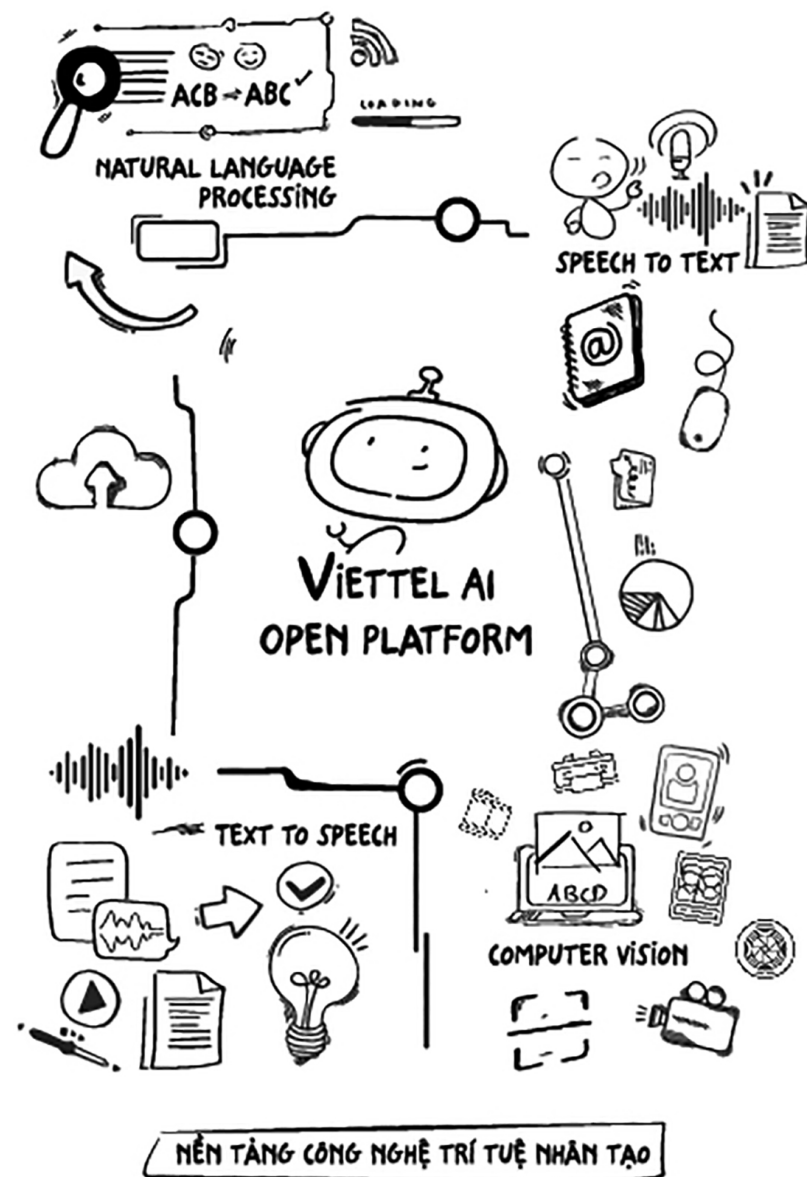 ACB ⇌ ABC ✓
LOADING
NATURAL LANGUAGE
PROCESSING
SPEECH TO TEXT
@
ViETTEL AI
OPEN PLATFORM
TEXT TO SPEECH
ABCD
COMPUTER ViSiON
NỀN TẢNG CÔNG NGHỆ TRÍ TUỆ NHÂN TẠO